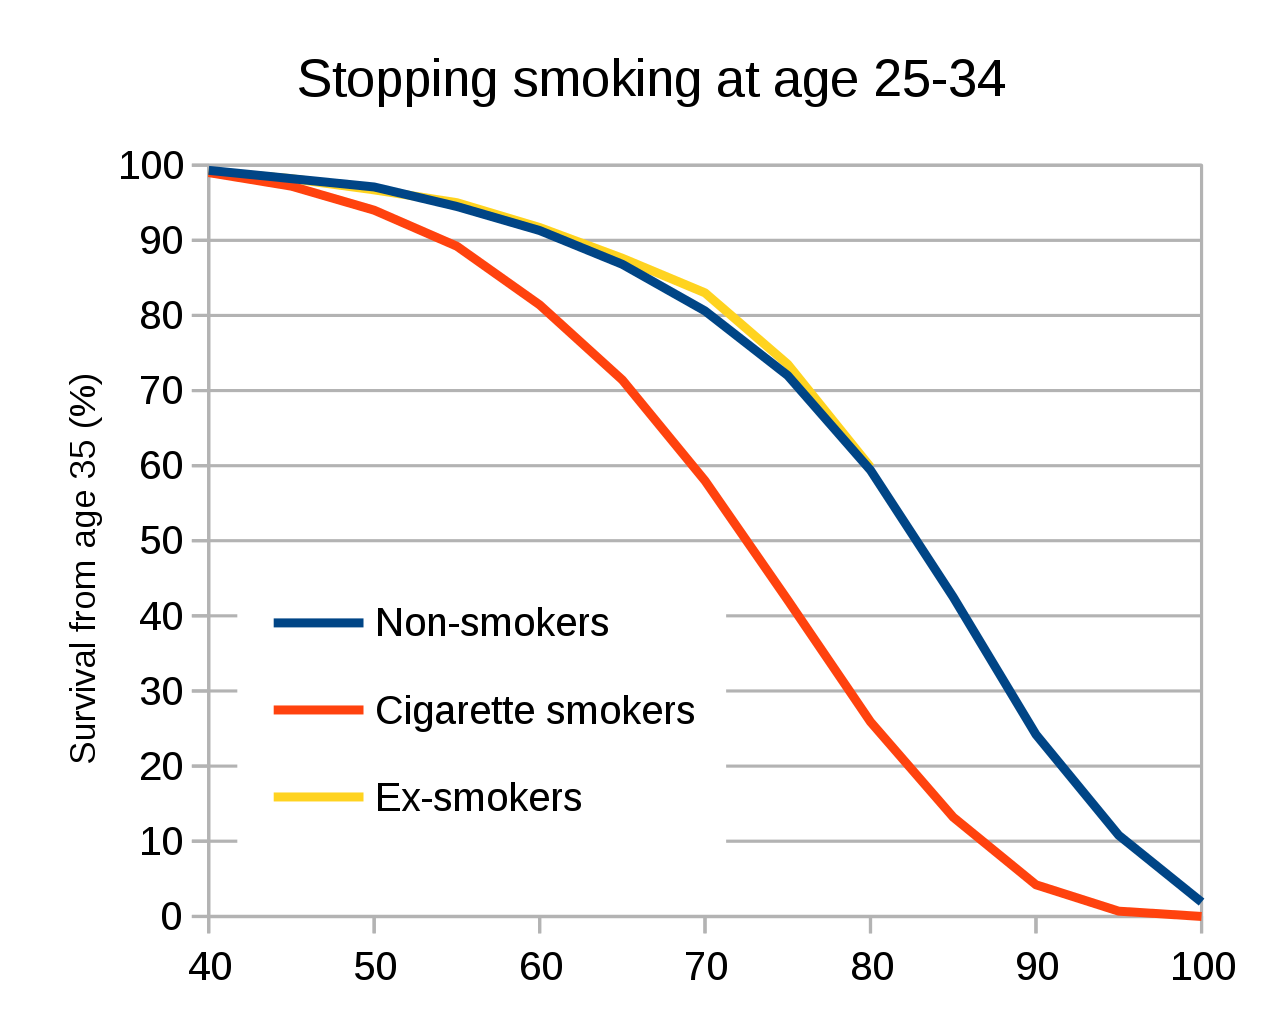 Stopping smoking at age 25-34
100
90
80
70
60
50
40
30
20
10
0
Survival from age 35 (%)
Non-smokers
Cigarette smokers
Ex-smokers
40 50 60 70 80 90 100